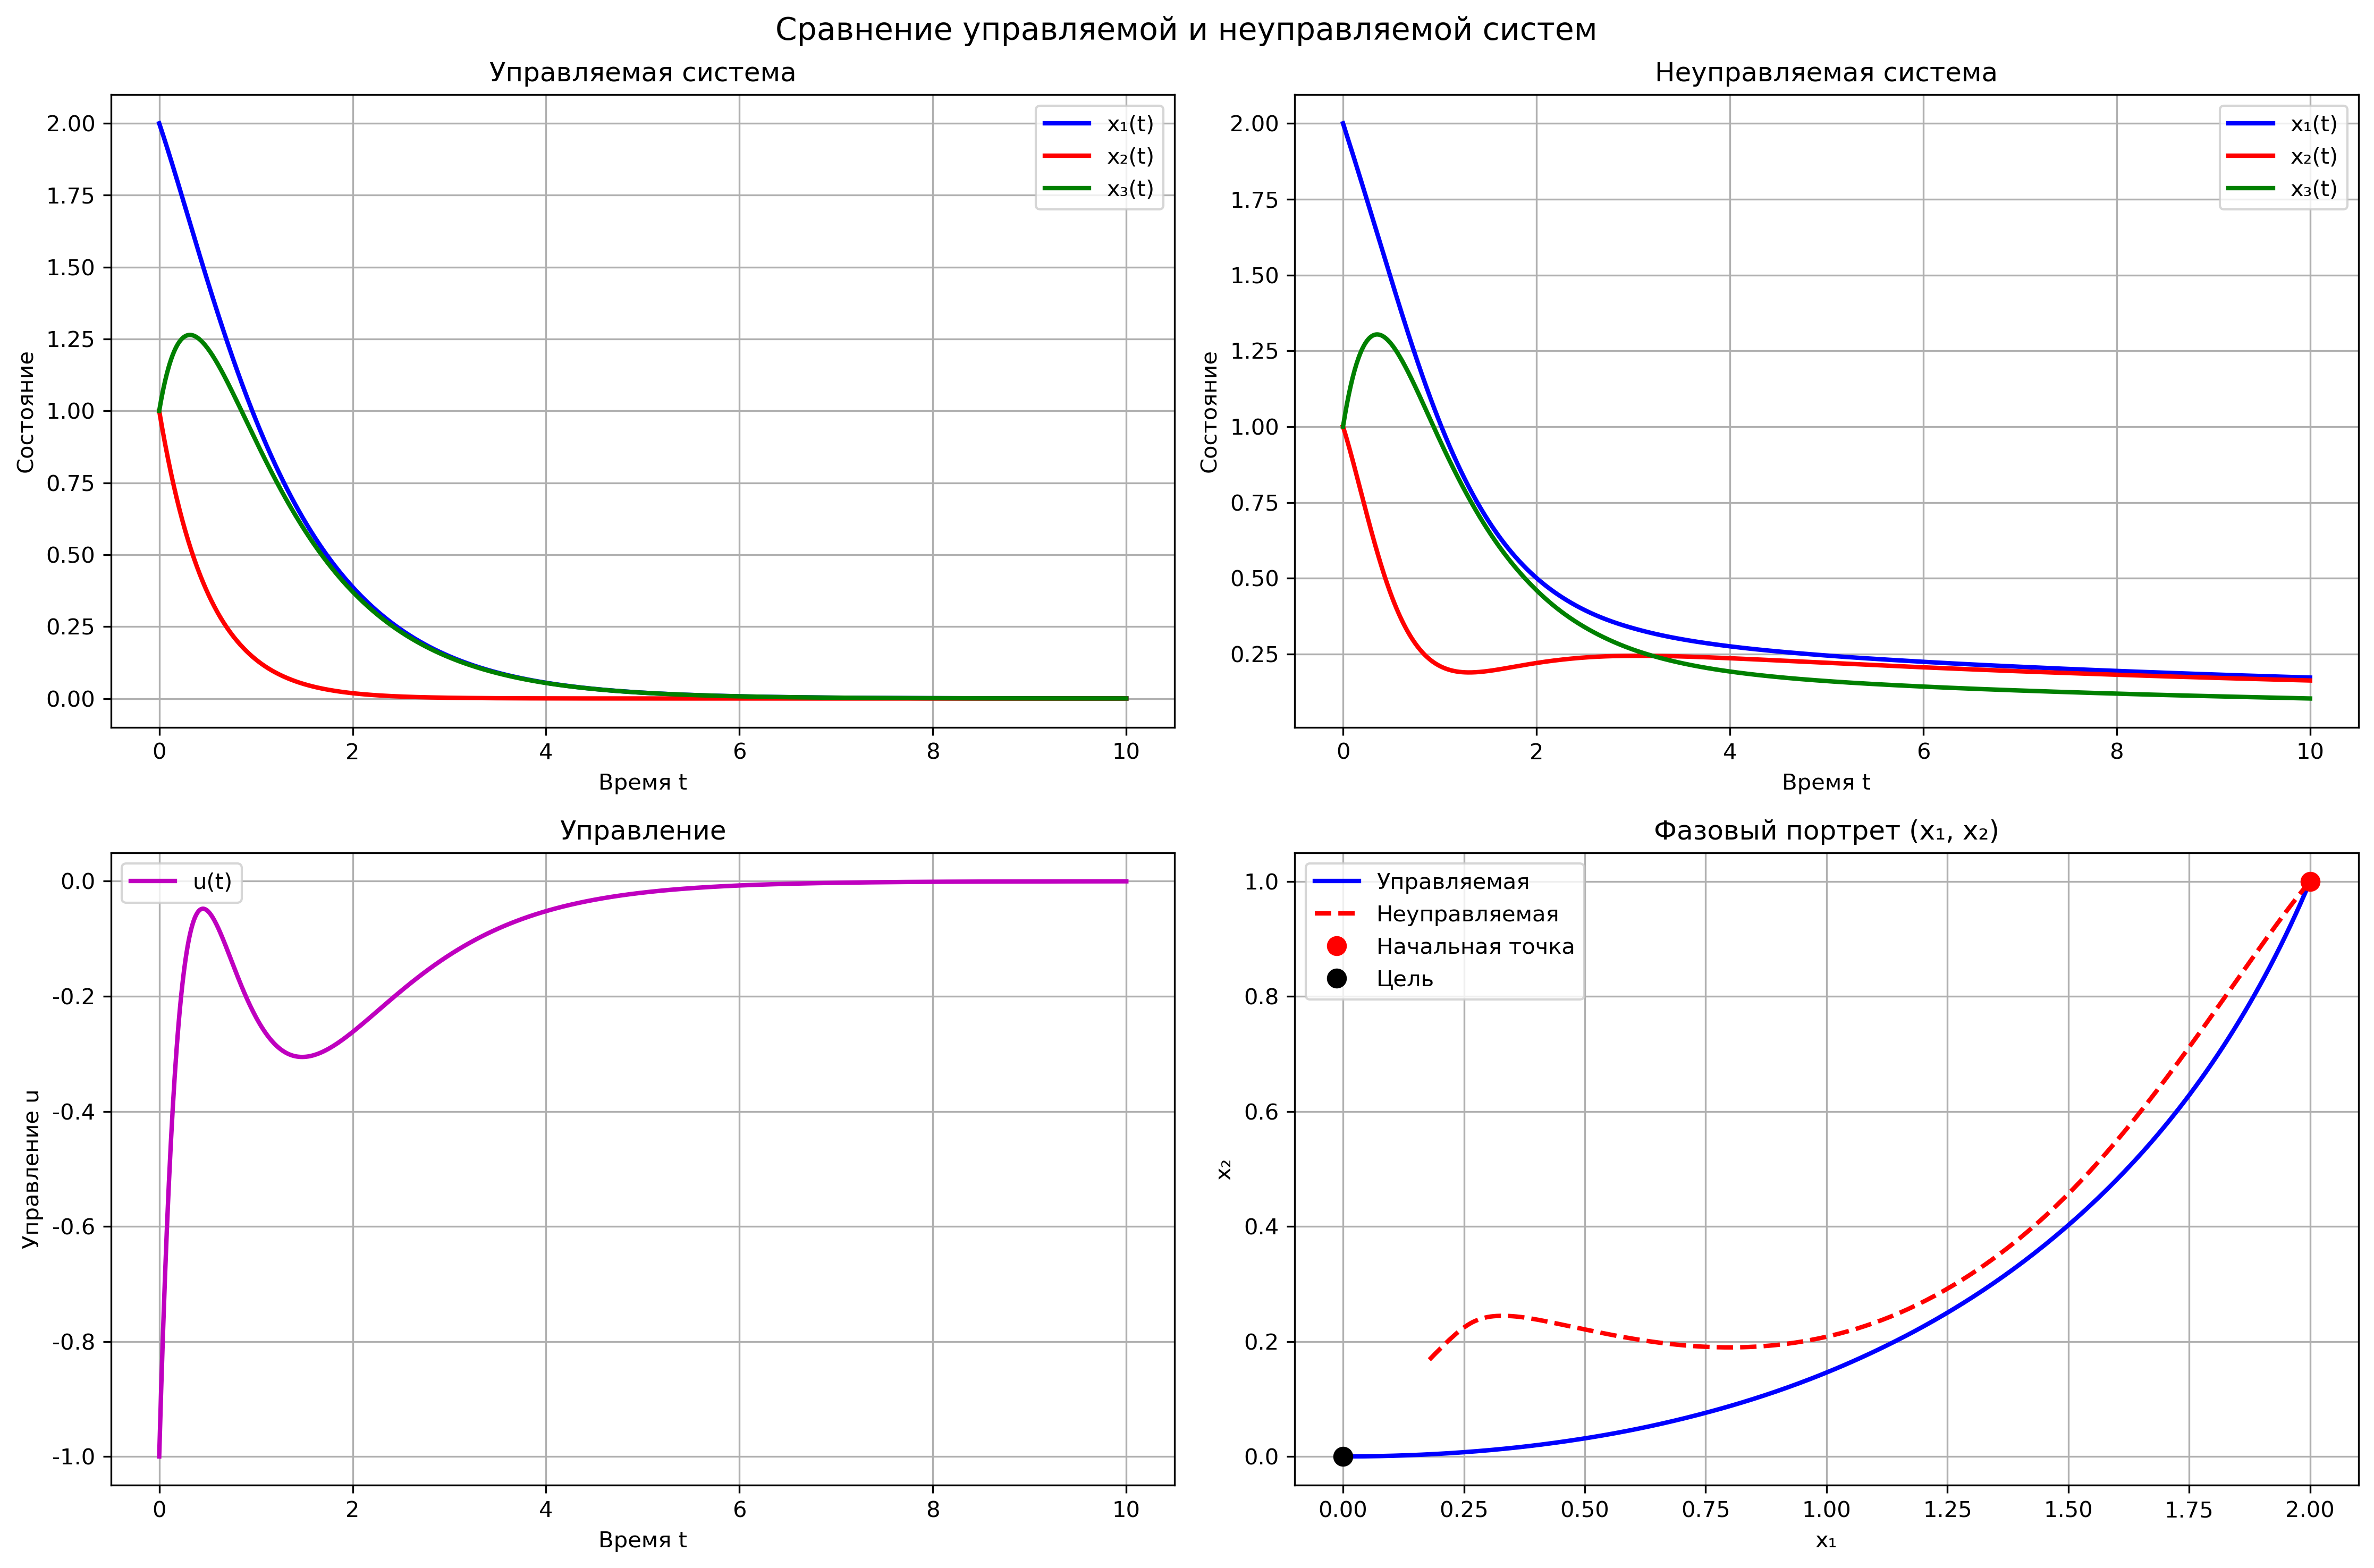 Сравнение управляемой и неуправляемой систем
Управляемая система
2.00
1.75
1.50
1.25
1.00
0.75
0.50
0.25
0.00
Состояние
x₁(t)
x₂(t)
x₃(t)
0 2 4 6 8 10
Время t
Неуправляемая система
2.00
1.75
1.50
1.25
1.00
0.75
0.50
0.25
Состояние
x₁(t)
x₂(t)
x₃(t)
0 2 4 6 8 10
Время t
Управление
0.0
-0.2
-0.4
-0.6
-0.8
-1.0
Управление u
u(t)
0 2 4 6 8 10
Время t
Фазовый портрет (x₁, x₂)
1.0
0.8
0.6
0.4
0.2
0.0
x₂
Управляемая
Неуправляемая
Начальная точка
Цель
0.00 0.25 0.50 0.75 1.00 1.25 1.50 1.75 2.00
x₁